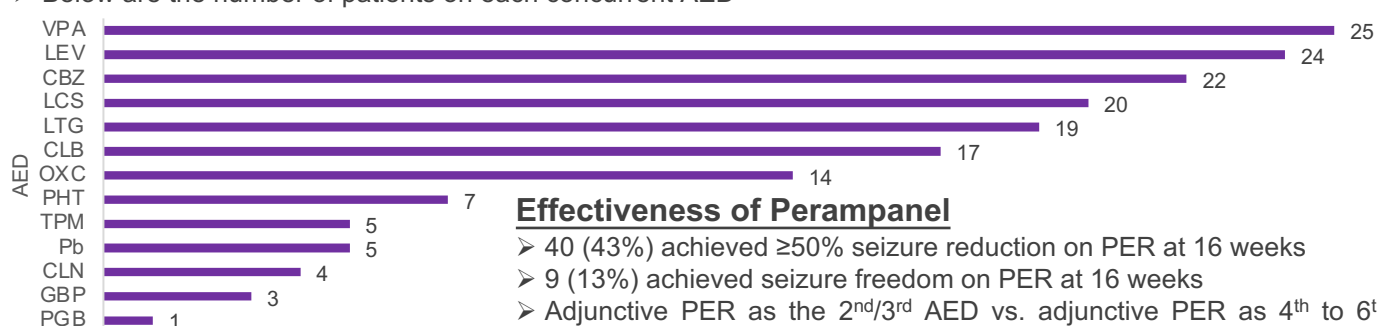 ➢ Below are the number of patients on each concurrent AED
VPA 25
LEV 24
CBZ 22
LCS 20
LTG 19
CLB 17
AED
OXC 14
PHT 7
TPM 5
Pb 5
CLN 4
GBP 3
PGB 1
Effectiveness of Perampanel
➢ 40 (43%) achieved ≥50% seizure reduction on PER at 16 weeks
➢ 9 (13%) achieved seizure freedom on PER at 16 weeks
➢ Adjunctive PER as the 2nd/3rd AED vs. adjunctive PER as 4th to 6t